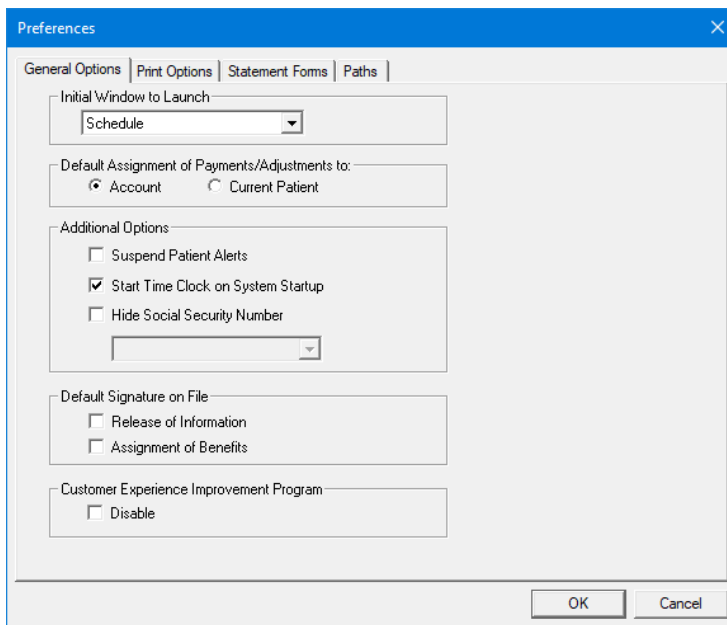 Preferences
General Options Print Options Statement Forms Paths
Initial Window to Launch
Schedule
Default Assignment of Payments/Adjustments to:
Account Current Patient
Additional Options
Suspend Patient Alerts
Start Time Clock on System Startup
Hide Social Security Number
Default Signature on File
Release of Information
Assignment of Benefits
Customer Experience Improvement Program
Disable
OK Cancel